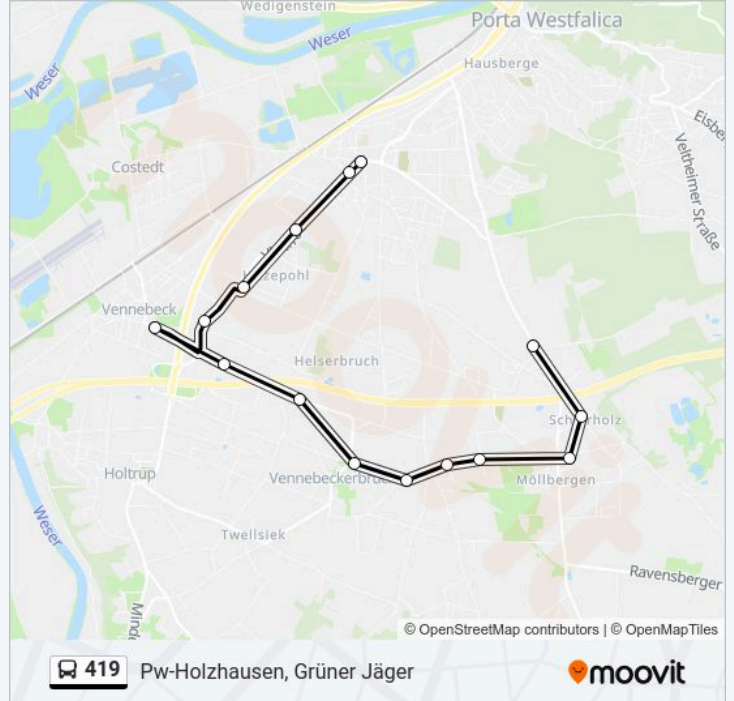 Wedigenstein
Porta Westfalica
Weser
Hausberge
Weser
Costedt
Veltheimer Straße
Vennebeck
Helserbruch
Holtrup
Vennebeckerbruch
Möllbergen
Weser
Twellsiek
Ravensberger
© OpenStreetMap contributors | © OpenMapTiles
419 Pw-Holzhausen, Grüner Jäger
moovit